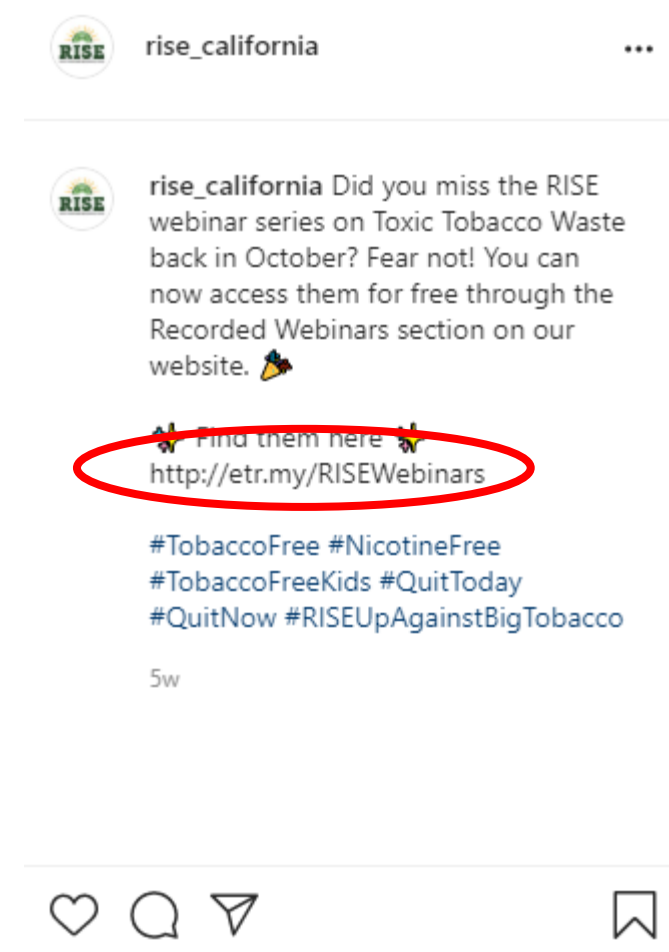 RISE
rise_california
RISE
rise_california Did you miss the RISE
webinar series on Toxic Tobacco Waste
back in October? Fear not! You can
now access them for free through the
Recorded Webinars section on our
website. 🎉
✨ Find them here ✨
http://etr.my/RISEWebinars
#TobaccoFree #NicotineFree
#TobaccoFreeKids #QuitToday
#QuitNow #RISEUpAgainstBigTobacco
5w